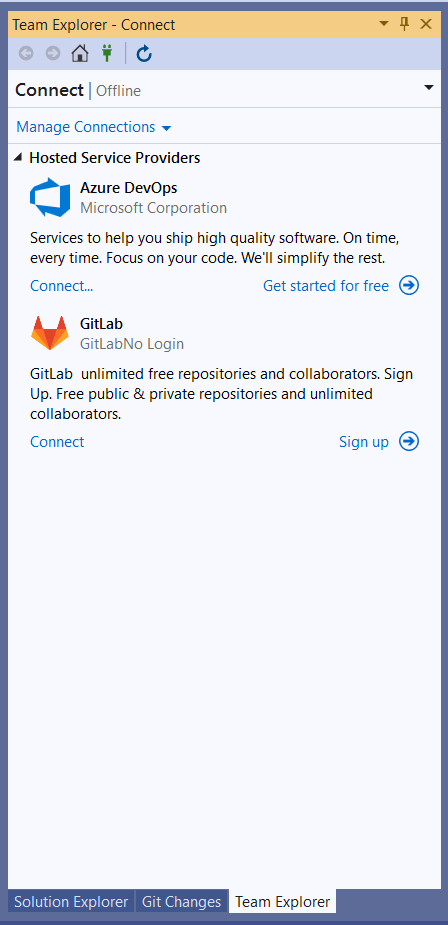 Team Explorer - Connect
Connect | Offline
Manage Connections
Hosted Service Providers
Azure DevOps
Microsoft Corporation
Services to help you ship high quality software. On time,
every time. Focus on your code. We'll simplify the rest.
Connect... Get started for free
GitLab
GitLabNo Login
GitLab  unlimited free repositories and collaborators. Sign
Up. Free public & private repositories and unlimited
collaborators.
Connect Sign up
Solution Explorer Git Changes Team Explorer